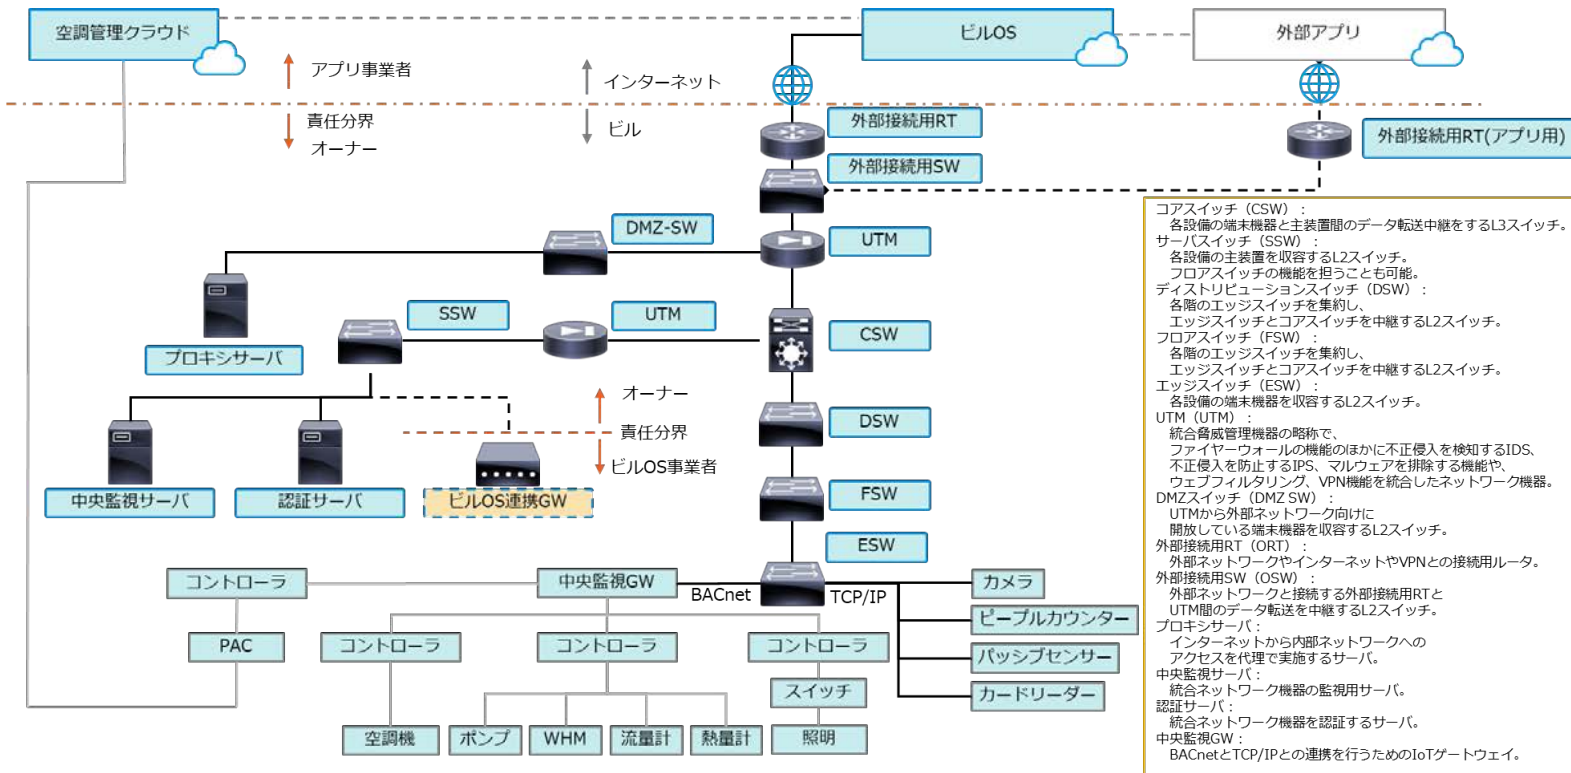 空調管理クラウド
ビルOS
外部アプリ
アプリ事業者
インターネット
責任分界
オーナー
ビル
外部接続用RT
外部接続用RT(アプリ用)
外部接続用SW
DMZ-SW
UTM
SSW
UTM
CSW
プロキシサーバ
オーナー
責任分界
ビルOS事業者
DSW
中央監視サーバ
認証サーバ
ビルOS連携GW
FSW
ESW
コントローラ
中央監視GW
BACnet
TCP/IP
カメラ
ピープルカウンター
パッシブセンサー
カードリーダー
PAC
コントローラ
コントローラ
コントローラ
スイッチ
空調機
ポンプ
WHM
流量計
熱量計
照明
コアスイッチ（CSW）：
各設備の端末機器と主装置間のデータ転送中継をするL3スイッチ。
サーバスイッチ（SSW）：
各設備の主装置を収容するL2スイッチ。
フロアスイッチの機能を担うことも可能。
ディストリビューションスイッチ（DSW）：
各階のエッジスイッチを集約し、
エッジスイッチとコアスイッチを中継するL2スイッチ。
フロアスイッチ（FSW）：
各階のエッジスイッチを集約し、
エッジスイッチとコアスイッチを中継するL2スイッチ。
エッジスイッチ（ESW）：
各設備の端末機器を収容するL2スイッチ。
UTM（UTM）：
統合脅威管理機器の略称で、
ファイヤーウォールの機能のほかに不正侵入を検知するIDS、
不正侵入を防止するIPS、マルウェアを排除する機能や、
ウェブフィルタリング、VPN機能を統合したネットワーク機器。
DMZスイッチ（DMZ SW）：
UTMから外部ネットワーク向けに
開放している端末機器を収容するL2スイッチ。
外部接続用RT（ORT）：
外部ネットワークやインターネットやVPNとの接続用ルータ。
外部接続用SW（OSW）：
外部ネットワークと接続する外部接続用RTと
UTM間のデータ転送を中継するL2スイッチ。
プロキシサーバ：
インターネットから内部ネットワークへの
アクセスを代理で実施するサーバ。
中央監視サーバ：
統合ネットワーク機器の監視用サーバ。
認証サーバ：
統合ネットワーク機器を認証するサーバ。
中央監視GW：
BACnetとTCP/IPとの連携を行うためのIoTゲートウェイ。